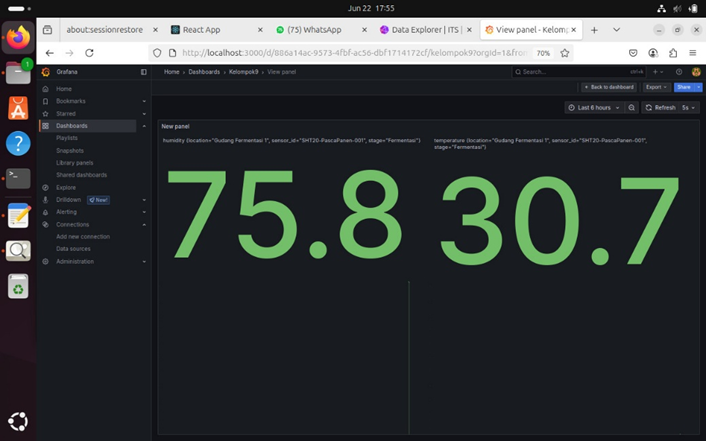 Jun 22 17:55
about:sessionrestore
React App
(75) WhatsApp
Data Explorer | ITS |
View panel - Kelompok
http://localhost:3000/d/886a14ac-9573-4fbf-ac56-dbf1714172cf/kelompok9?orgId=1&from
70%
Grafana
Home
Bookmarks
Starred
Dashboards
Playlists
Snapshots
Library panels
Shared dashboards
Explore
Drilldown New!
Alerting
Connections
Add new connection
Data sources
Administration
Home > Dashboards > Kelompok9 > View panel
Search... ctrl+k
Back to dashboard Export Share
Last 6 hours Refresh 5s
New panel
humidity {location="Gudang Fermentasi 1", sensor_id="SHT20-PascaPanen-001", stage="Fermentasi"}
75.8
temperature {location="Gudang Fermentasi 1", sensor_id="SHT20-PascaPanen-001",
stage="Fermentasi"}
30.7